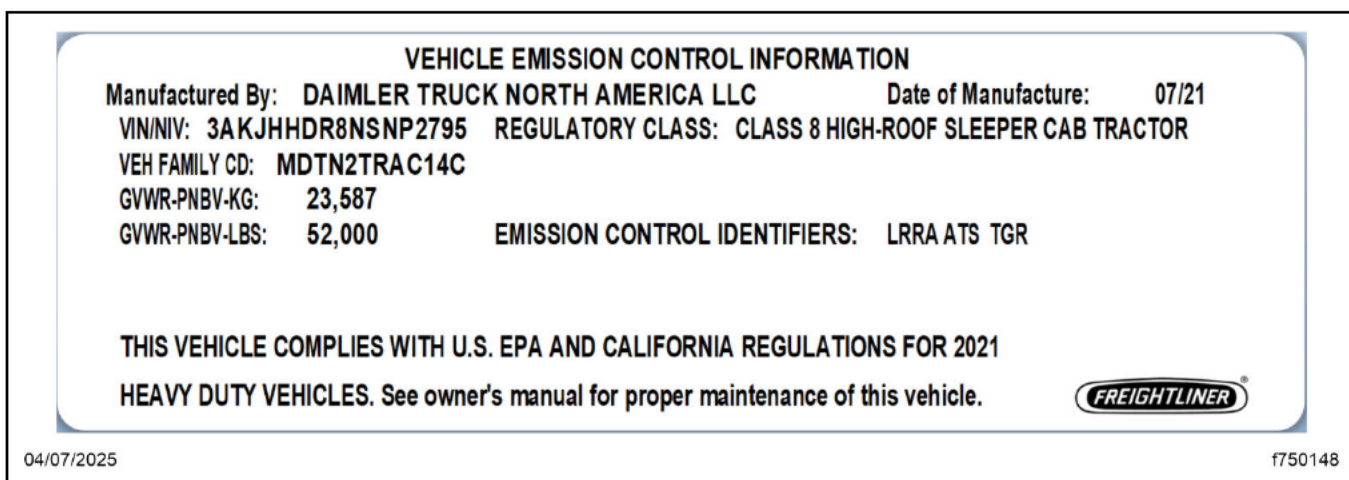 VEHICLE EMISSION CONTROL INFORMATION
Manufactured By: DAIMLER TRUCK NORTH AMERICA LLC Date of Manufacture: 07/21
VIN/NIV: 3AKJHHDR8NSNP2795 REGULATORY CLASS: CLASS 8 HIGH-ROOF SLEEPER CAB TRACTOR
VEH FAMILY CD: MDTN2TRAC14C
GVWR-PNBV-KG: 23,587
GVWR-PNBV-LBS: 52,000 EMISSION CONTROL IDENTIFIERS: LRRA ATS TGR
THIS VEHICLE COMPLIES WITH U.S. EPA AND CALIFORNIA REGULATIONS FOR 2021
HEAVY DUTY VEHICLES. See owner's manual for proper maintenance of this vehicle. FREIGHTLINER®
04/07/2025 f750148